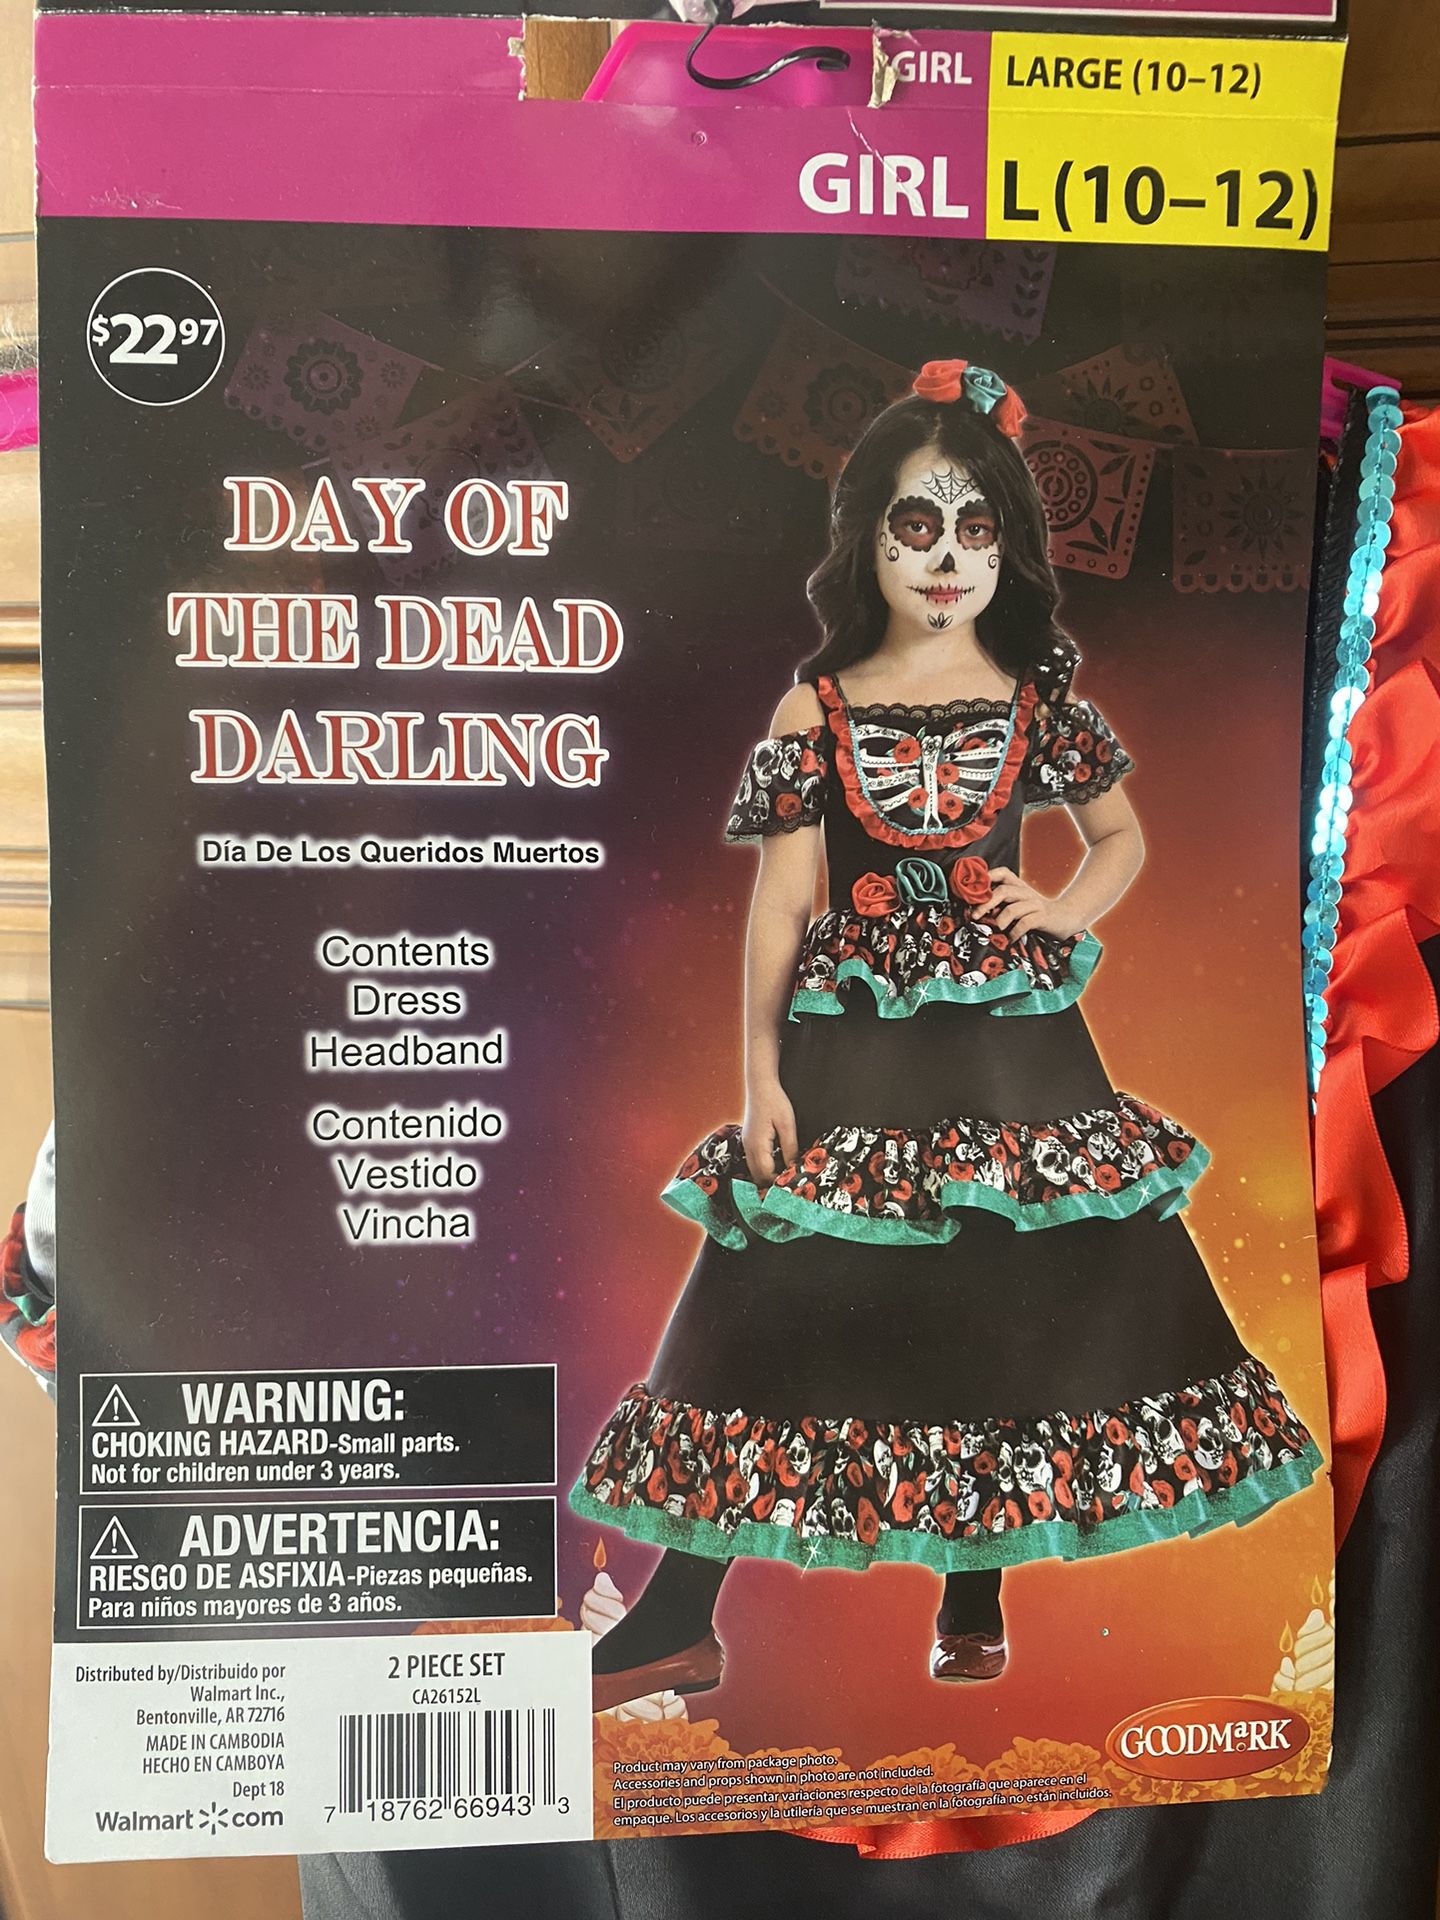 GIRL LARGE (10–12)
GIRL L (10–12)
$22.97
DAY OF
THE DEAD
DARLING
Día De Los Queridos Muertos
Contents
Dress
Headband
Contenido
Vestido
Vincha
WARNING:
CHOKING HAZARD-Small parts.
Not for children under 3 years.
ADVERTENCIA:
RIESGO DE ASFIXIA-Piezas pequeñas.
Para niños mayores de 3 años.
Distributed by/Distribuido por
Walmart Inc.,
Bentonville, AR 72716
MADE IN CAMBODIA
HECHO EN CAMBOYA
Dept 18
Walmart.com
2 PIECE SET
CA26152L
7 18762 66943 3
Product may vary from package photo.
Accessories and props shown in photo are not included.
El producto puede presentar variaciones respecto de la fotografía que aparece en el
empaque. Los accesorios y la utilería que se muestran en la fotografía no están incluidos.
GOODMaRK